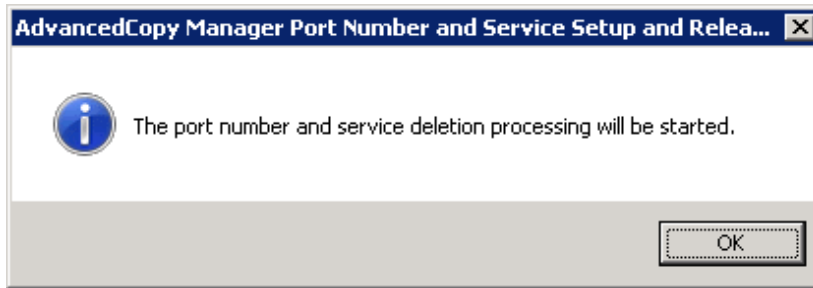 AdvancedCopy Manager Port Number and Service Setup and Relea...
The port number and service deletion processing will be started.
OK